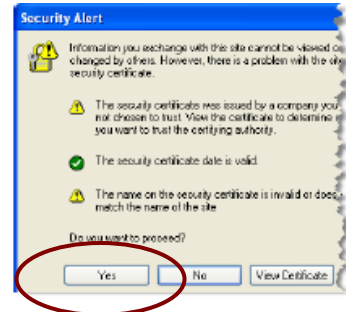 Security Alert
Information you exchange with this site cannot be viewed or
changed by others. However, there is a problem with the site
security certificate.
The security certificate was issued by a company you
not chosen to trust. View the certificate to determine
you want to trust the certifying authority.
The security certificate date is valid.
The name on the security certificate is invalid or does
match the name of the site
Do you want to proceed?
Yes
No
View Certificate